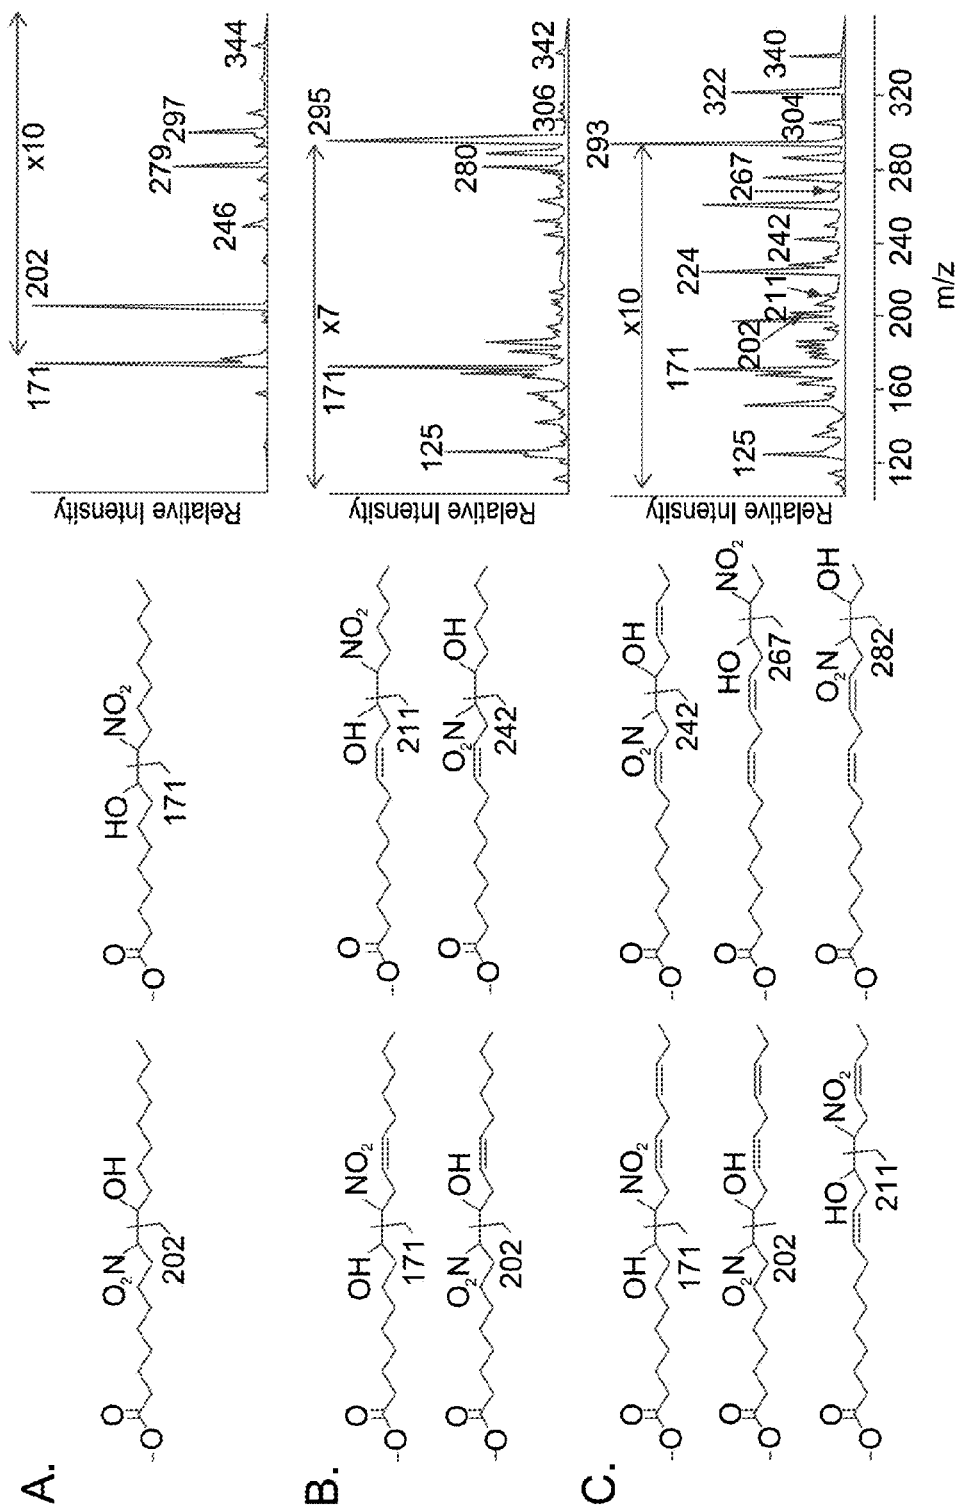 A.
O
O
-
O2N
OH
202
O
O
-
HO
NO2
171
Relative Intensity
171
202
x10
246
279
297
344
B.
O
O
-
OH
NO2
171
O
O
-
O2N
OH
202
O
O
-
OH
NO2
211
O
O
-
O2N
OH
242
Relative Intensity
125
171
x7
280
295
306
342
C.
O
O
-
OH
NO2
171
O
O
-
O2N
OH
202
O
O
-
HO
NO2
211
O
O
-
O2N
OH
242
O
O
-
HO
NO2
267
O
O
-
O2N
OH
282
Relative Intensity
125
171
x10
202
211
224
242
267
293
304
322
340
120 160 200 240 280 320
m/z